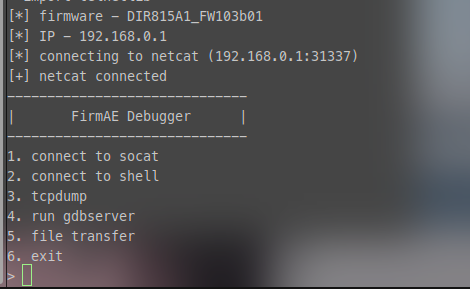 [*] firmware - DIR815A1_FW103b01
[*] IP - 192.168.0.1
[*] connecting to netcat (192.168.0.1:31337)
[+] netcat connected
------------------------------
|       FirmAE Debugger      |
------------------------------
1. connect to socat
2. connect to shell
3. tcpdump
4. run gdbserver
5. file transfer
6. exit
>